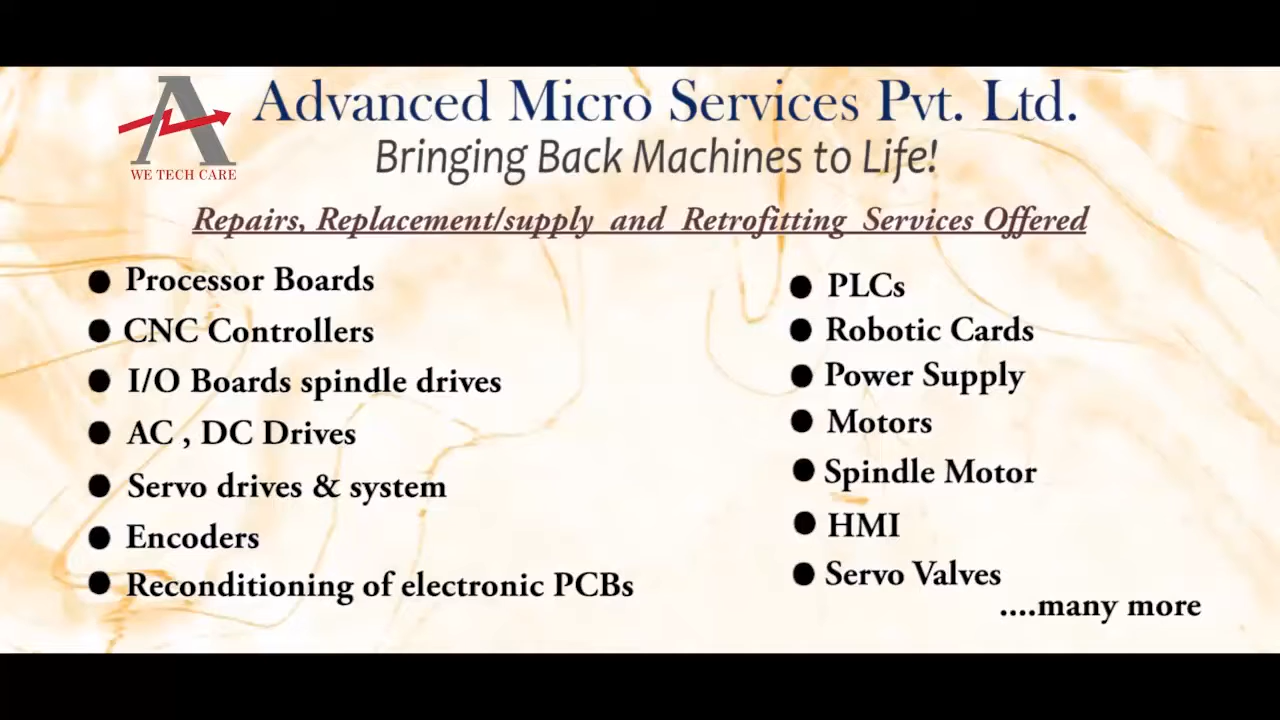 Advanced Micro Services Pvt. Ltd.
Bringing Back Machines to Life!
WE TECH CARE
Repairs, Replacement/supply and Retrofitting Services Offered
● Processor Boards
● CNC Controllers
● I/O Boards spindle drives
● AC , DC Drives
● Servo drives & system
● Encoders
● Reconditioning of electronic PCBs
● PLCs
● Robotic Cards
● Power Supply
● Motors
● Spindle Motor
● HMI
● Servo Valves
....many more